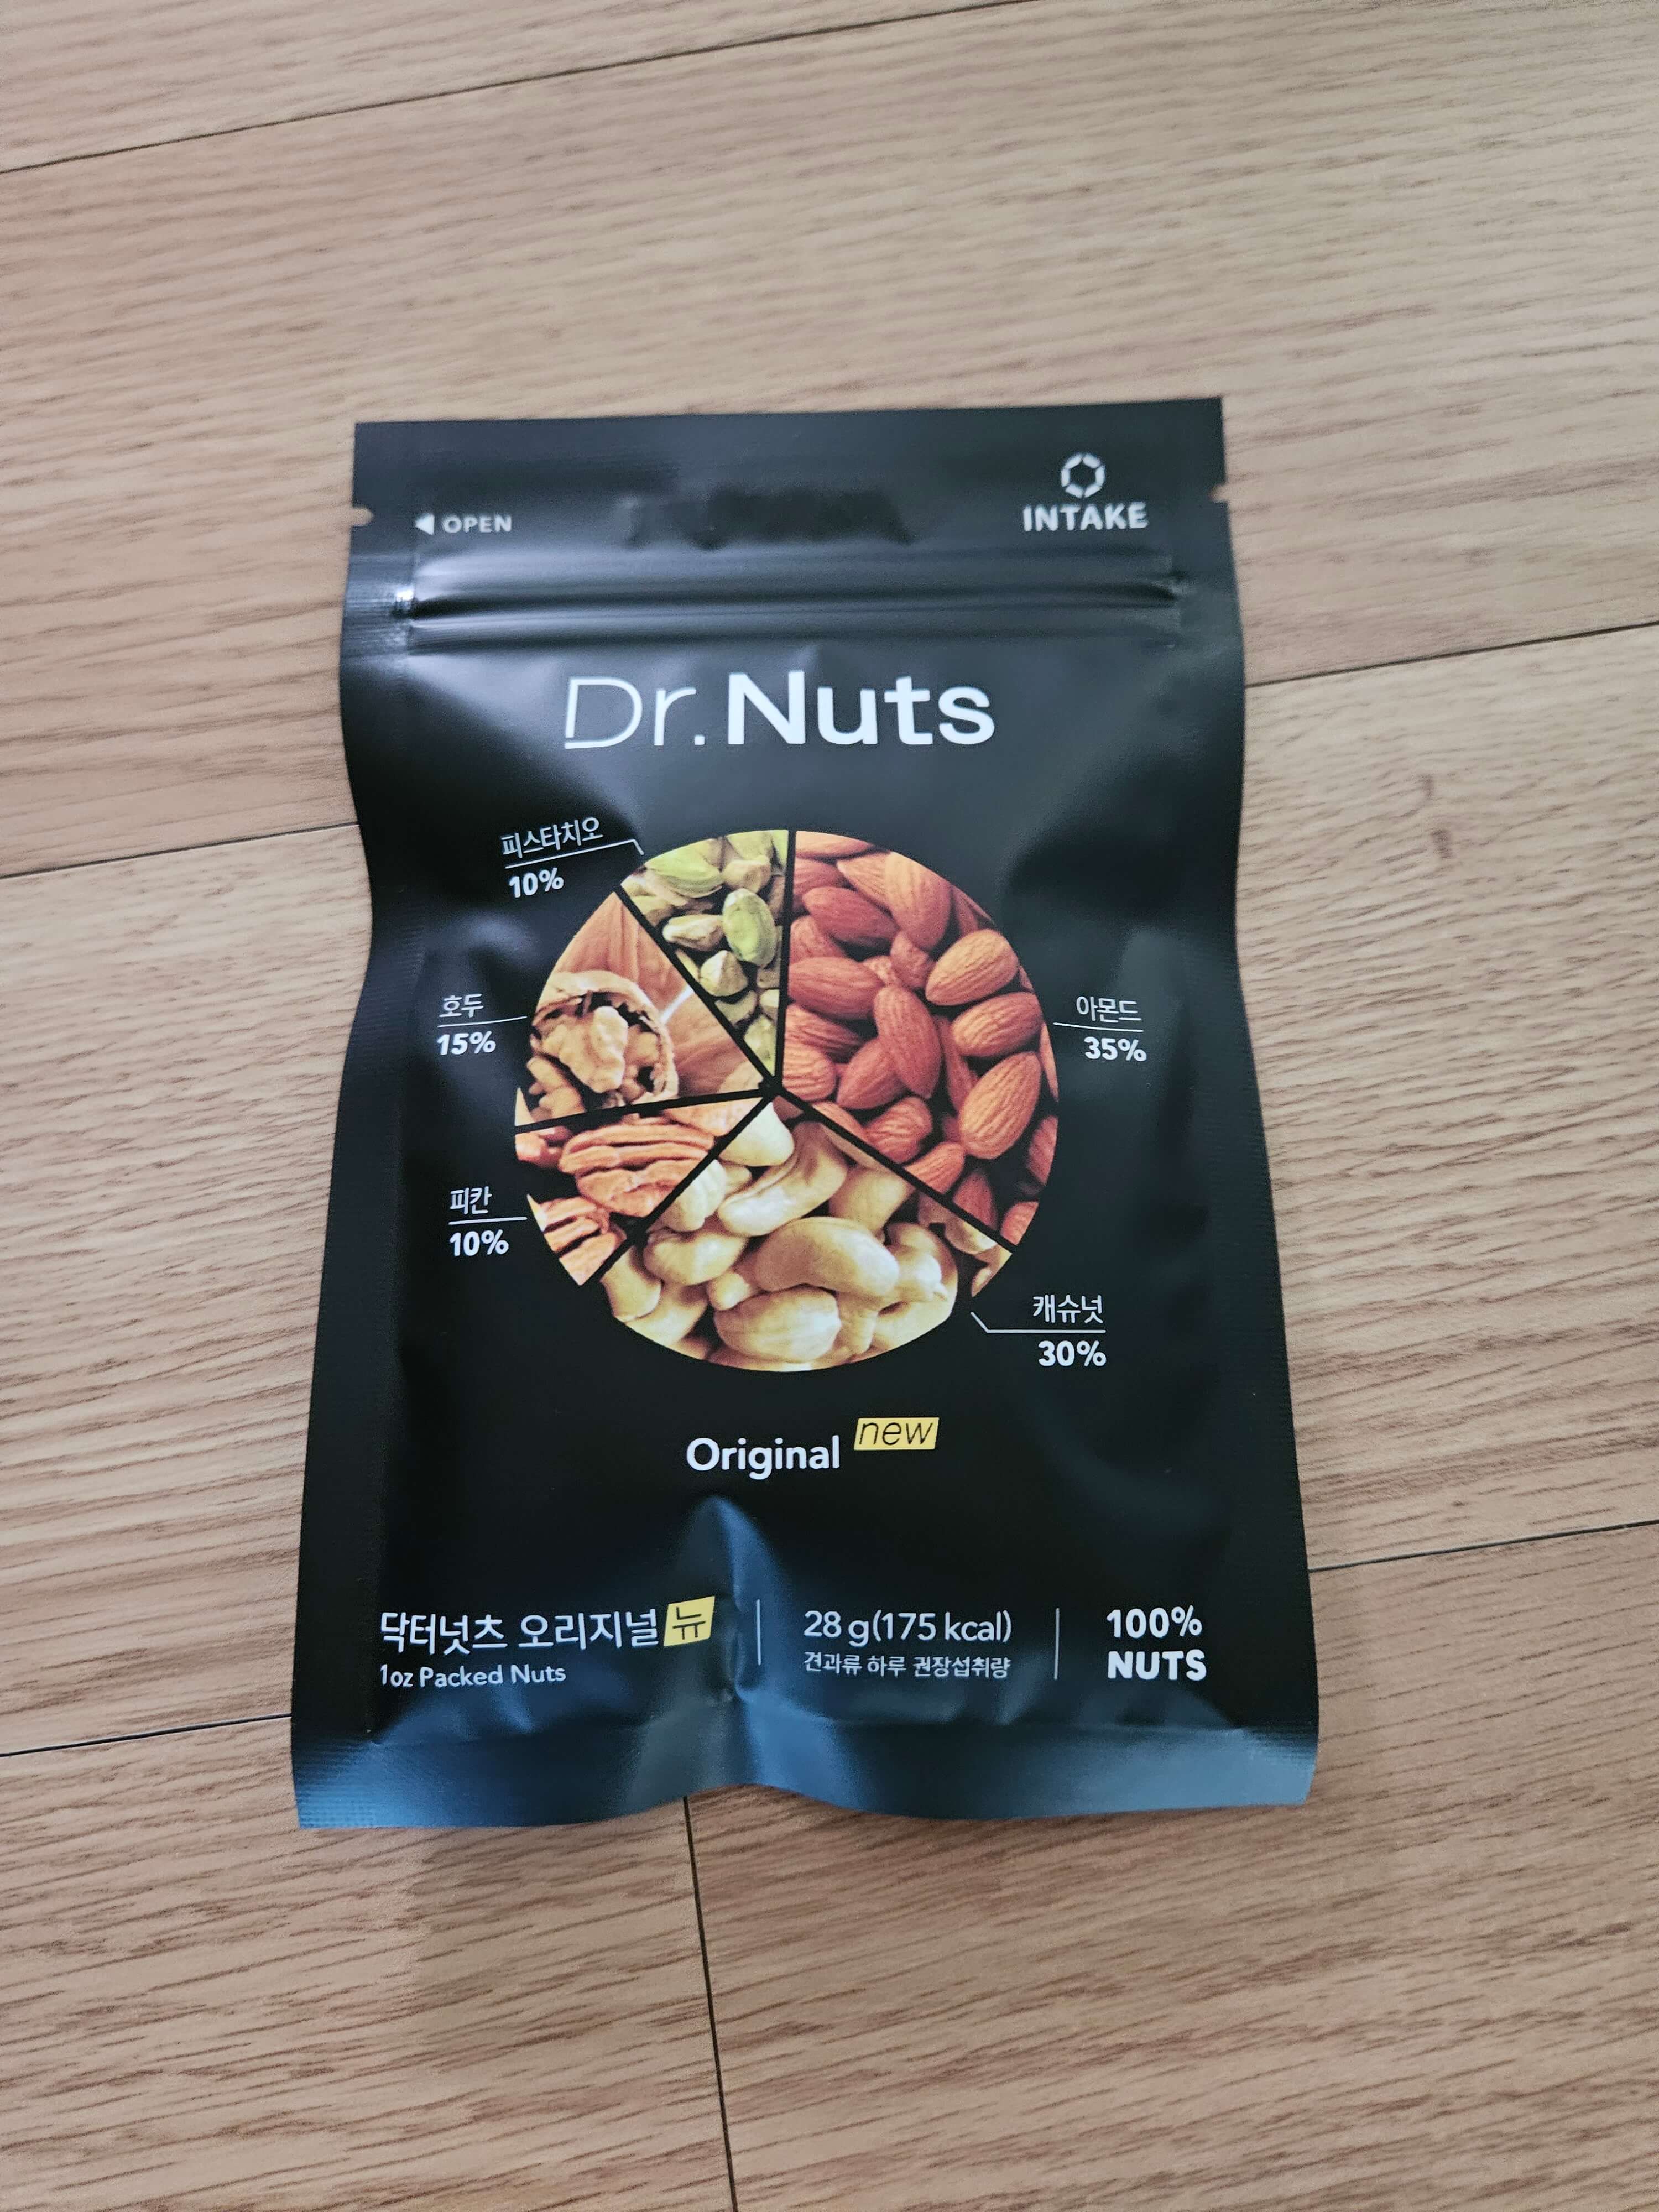 ◀ OPEN
INTAKE
Dr.Nuts
피스타치오
10%
호두
15%
아몬드
35%
피칸
10%
캐슈넛
30%
Original new
닥터넛츠 오리지널 뉴
1oz Packed Nuts
28 g(175 kcal)
견과류 하루 권장섭취량
100%
NUTS